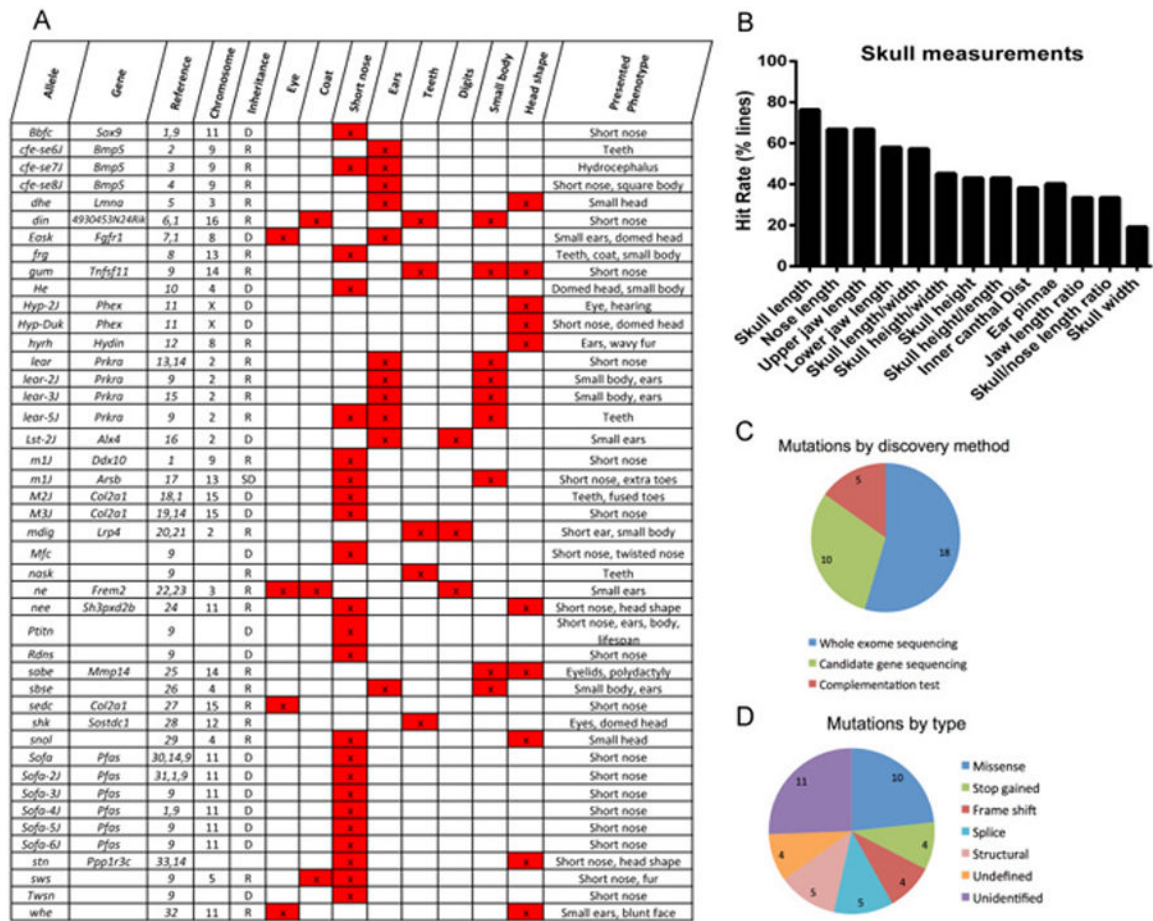 A
Allele Gene Reference Chromosome Inheritance Eye Coat Short nose Ears Teeth Digits Small body Head shape Presented Phenotype
Bbfc Sox9 1,9 11 D x Short nose
cfe-se6J Bmp5 2 9 R x Teeth
cfe-se7J Bmp5 3 9 R x x Hydrocephalus
cfe-se8J Bmp5 4 9 R x Short nose, square body
dhe Lmna 5 3 R x x Small head
din 4930453N24Rik 6,1 16 R x x x Short nose
Eask Fgfr1 7,1 8 D x x Small ears, domed head
frg 8 13 R x Teeth, coat, small body
gum Tnfsf11 9 14 R x x x Short nose
He 10 4 D x Domed head, small body
Hyp-2J Phex 11 X D x Eye, hearing
Hyp-Duk Phex 11 X D x Short nose, domed head
hyrh Hydin 12 8 R x Ears, wavy fur
lear Prkra 13,14 2 R x x Short nose
lear-2J Prkra 9 2 R x x Small body, ears
lear-3J Prkra 15 2 R x x Small body, ears
lear-5J Prkra 9 2 R x x x Teeth
Lst-2J Alx4 16 2 D x x Small ears
m1J Ddx10 1 9 R x Short nose
m1J Arsb 17 13 SD x x Short nose, extra toes
M2J Col2a1 18,1 15 D x Teeth, fused toes
M3J Col2a1 19,14 15 D x Short nose
mdig Lrp4 20,21 2 R x x Short ear, small body
Mfc 9 D x Short nose, twisted nose
nask 9 R x Teeth
ne Frem2 22,23 3 R x x x Small ears
nee Sh3pxd2b 24 11 R x x Short nose, head shape
Ptitn 9 D x Short nose, ears, body,
lifespan
Rdns 9 D x Short nose
sabe Mmp14 25 14 R x x Eyelids, polydactyly
sbse 26 4 R x x Small body, ears
sedc Col2a1 27 15 R x Short nose
shk Sostdc1 28 12 R x Eyes, domed head
snol 29 4 R x x Small head
Sofa Pfas 30,14,9 11 D x Short nose
Sofa-2J Pfas 31,1,9 11 D x Short nose
Sofa-3J Pfas 9 11 D x Short nose
Sofa-4J Pfas 1,9 11 D x Short nose
Sofa-5J Pfas 9 11 D x Short nose
Sofa-6J Pfas 9 11 D x Short nose
stn Ppp1r3c 33,14 x x Short nose, head shape
sws 9 5 R x x Short nose, fur
Twsn 9 D x Short nose
whe 32 11 R x x Small ears, blunt face
B
Skull measurements
Hit Rate (% lines)
100
80
60
40
20
0
Skull length
Nose length
Upper jaw length
Lower jaw length
Skull length/width
Skull heigth/width
Skull height
Skull height/length
Inner canthal Dist
Ear pinnae
Jaw length ratio
Skull/nose length ratio
Skull width
C
Mutations by discovery method
5
10
18
Whole exome sequencing
Candidate gene sequencing
Complementation test
D
Mutations by type
11
10
4
4
5
5
4
Missense
Stop gained
Frame shift
Splice
Structural
Undefined
Unidentified